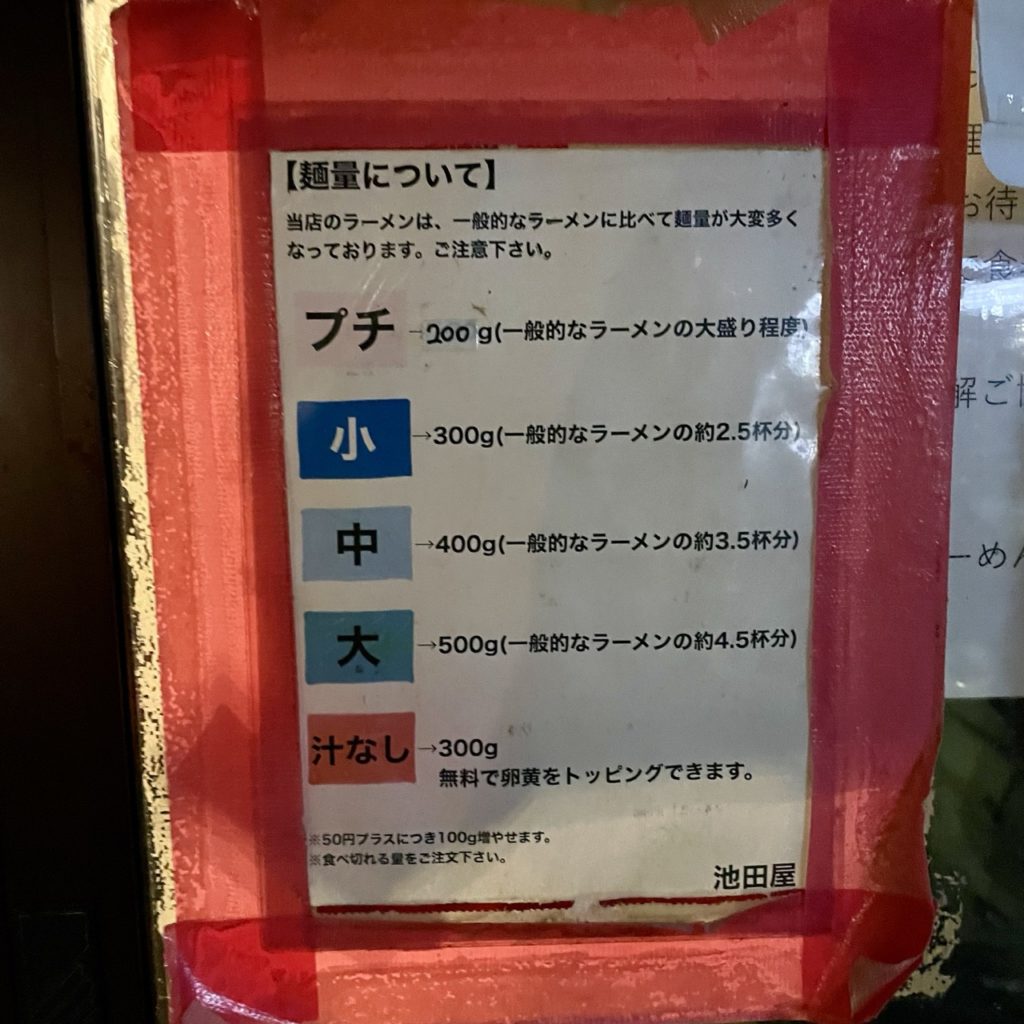 【麺量について】
当店のラーメンは、一般的なラーメンに比べて麺量が大変多く
なっております。ご注意下さい。
プチ→200g(一般的なラーメンの大盛り程度)
小→300g(一般的なラーメンの約2.5杯分)
中→400g(一般的なラーメンの約3.5杯分)
大→500g(一般的なラーメンの約4.5杯分)
汁なし→300g
無料で卵黄をトッピングできます。
※50円プラスにつき100g増やせます。
※食べ切れる量をご注文下さい。
池田屋
お待
食
解ご
ーめん